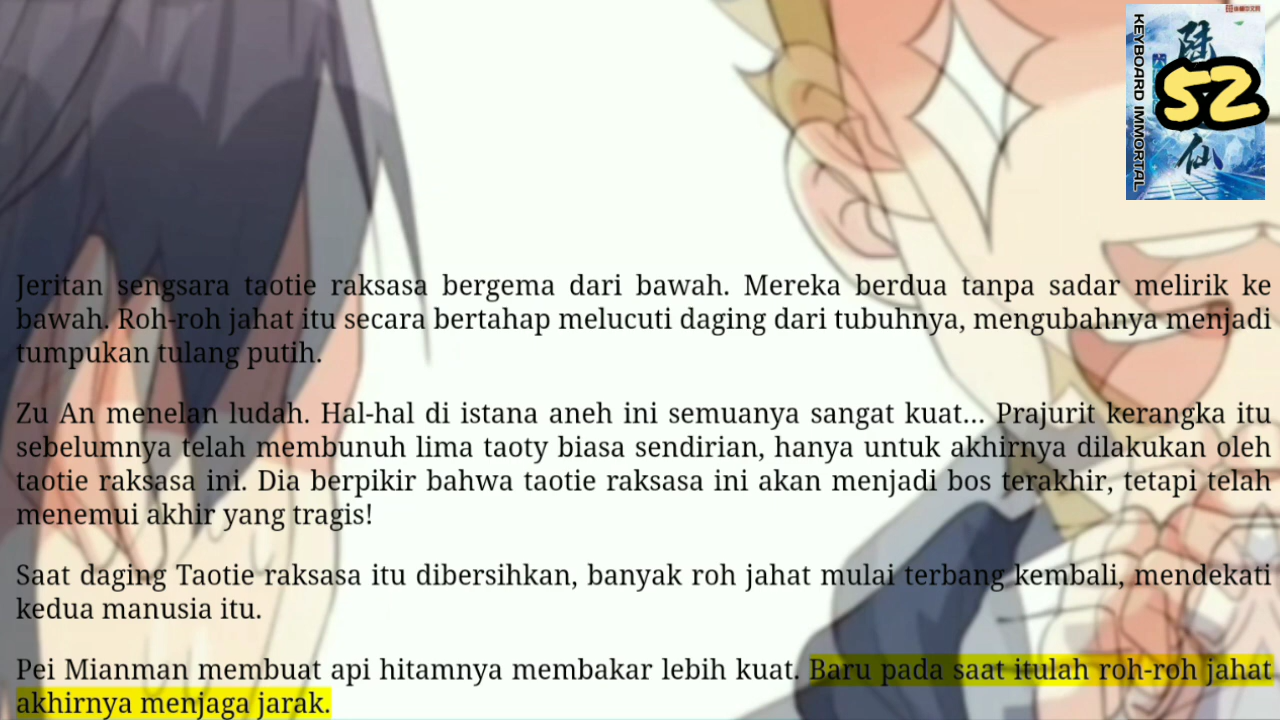 KEYBOARD IMMORTAL
陆
仙
52
Jeritan sengsara taotie raksasa bergema dari bawah. Mereka berdua tanpa sadar melirik ke
bawah. Roh-roh jahat itu secara bertahap melucuti daging dari tubuhnya, mengubahnya menjadi
tumpukan tulang putih.
Zu An menelan ludah. Hal-hal di istana aneh ini semuanya sangat kuat... Prajurit kerangka itu
sebelumnya telah membunuh lima taoty biasa sendirian, hanya untuk akhirnya dilakukan oleh
taotie raksasa ini. Dia berpikir bahwa taotie raksasa ini akan menjadi bos terakhir, tetapi telah
menemui akhir yang tragis!
Saat daging Taotie raksasa itu dibersihkan, banyak roh jahat mulai terbang kembali, mendekati
kedua manusia itu.
Pei Mianman membuat api hitamnya membakar lebih kuat. Baru pada saat itulah roh-roh jahat
akhirnya menjaga jarak.